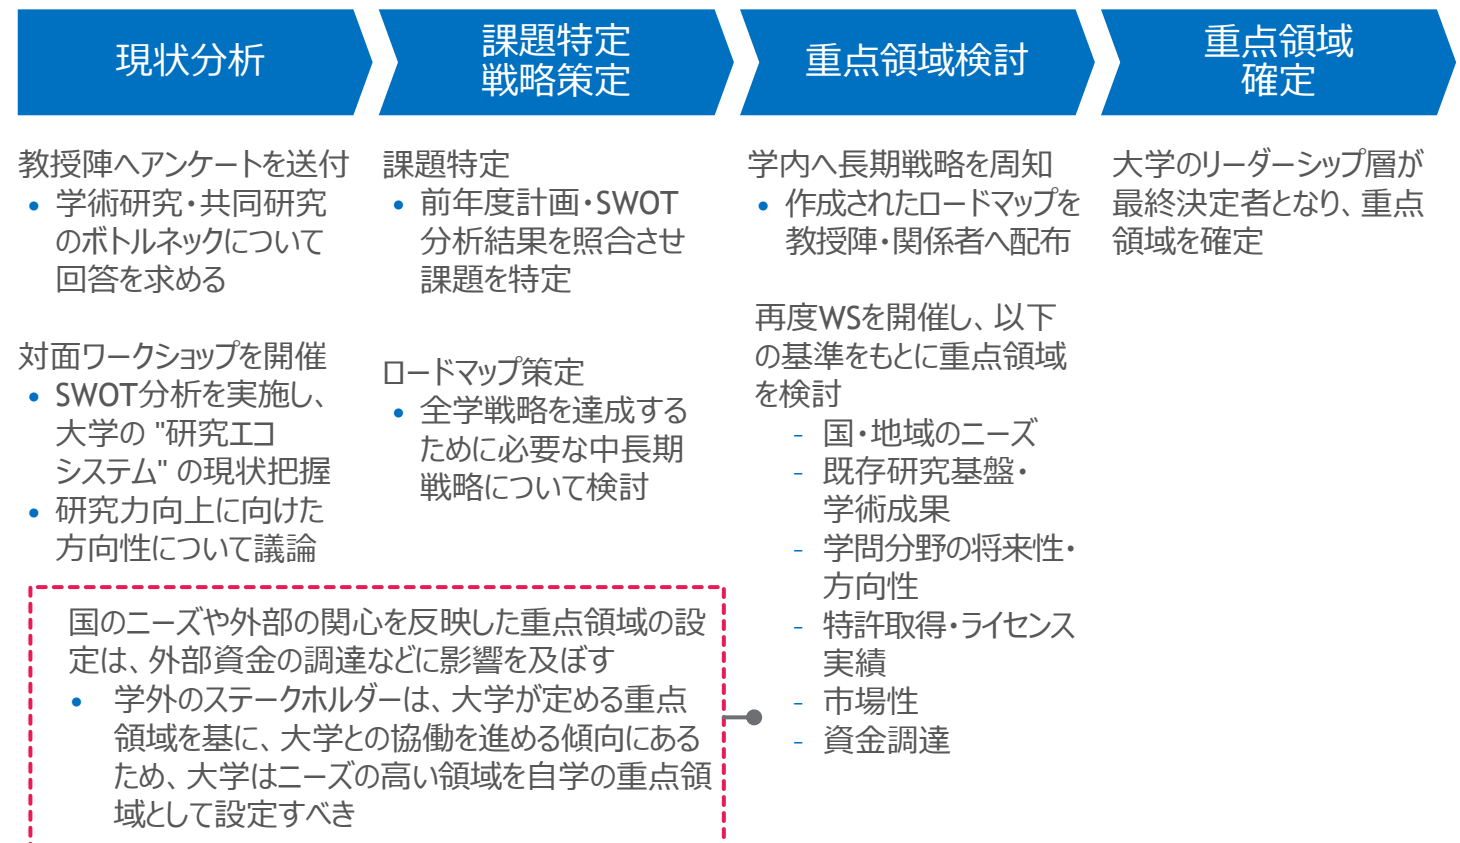 現状分析
課題特定
戦略策定
重点領域検討
重点領域
確定
教授陣へアンケートを送付
• 学術研究・共同研究
のボトルネックについて
回答を求める
対面ワークショップを開催
• SWOT分析を実施し、
大学の "研究エコ
システム" の現状把握
• 研究力向上に向けた
方向性について議論
課題特定
• 前年度計画・SWOT
分析結果を照合させ
課題を特定
ロードマップ策定
• 全学戦略を達成する
ために必要な中長期
戦略について検討
学内へ長期戦略を周知
• 作成されたロードマップを
教授陣・関係者へ配布
再度WSを開催し、以下
の基準をもとに重点領域
を検討
- 国・地域のニーズ
- 既存研究基盤・
学術成果
- 学問分野の将来性・
方向性
- 特許取得・ライセンス
実績
- 市場性
- 資金調達
大学のリーダーシップ層が
最終決定者となり、重点
領域を確定
国のニーズや外部の関心を反映した重点領域の設
定は、外部資金の調達などに影響を及ぼす
• 学外のステークホルダーは、大学が定める重点
領域を基に、大学との協働を進める傾向にある
ため、大学はニーズの高い領域を自学の重点領
域として設定すべき